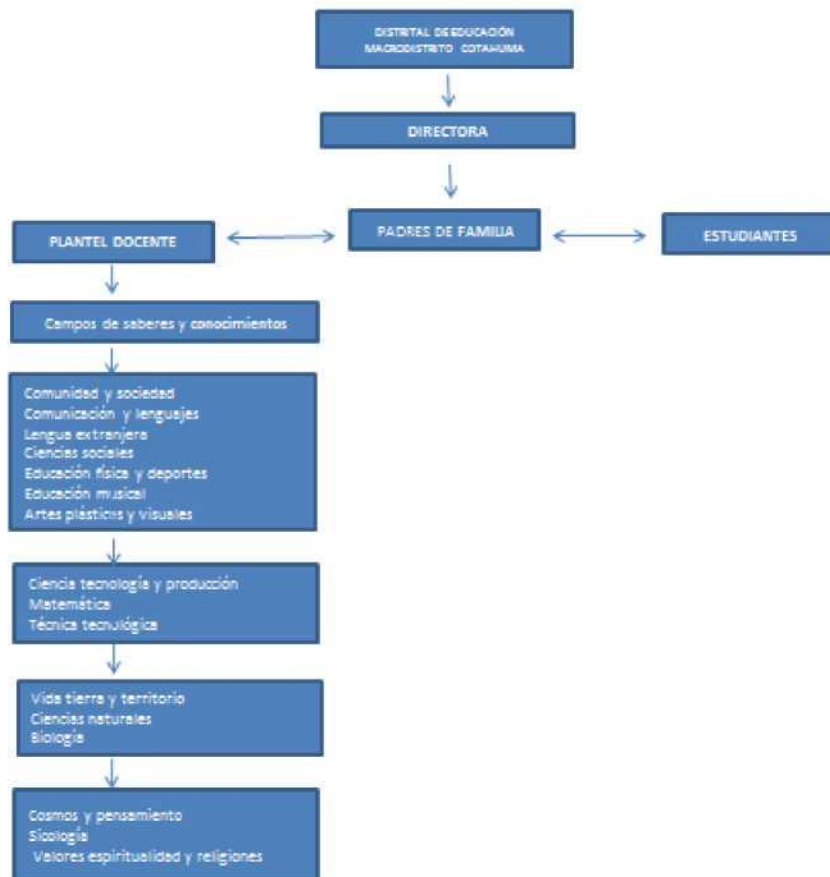 DISTRITAL DE EDUCACIÓN
MACRODISTRITO COTAHUMA
DIRECTORA
PLANTEL DOCENTE
PADRES DE FAMILIA
ESTUDIANTES
Campos de saberes y conocimientos
Comunidad y sociedad
Comunicación y lenguajes
Lengua extranjera
Ciencias sociales
Educación física y deportes
Educación musical
Artes plásticas y visuales
Ciencia tecnología y producción
Matemática
Técnica tecnológica
Vida tierra y territorio
Ciencias naturales
Biología
Cosmos y pensamiento
Sicología
Valores espiritualidad y religiones